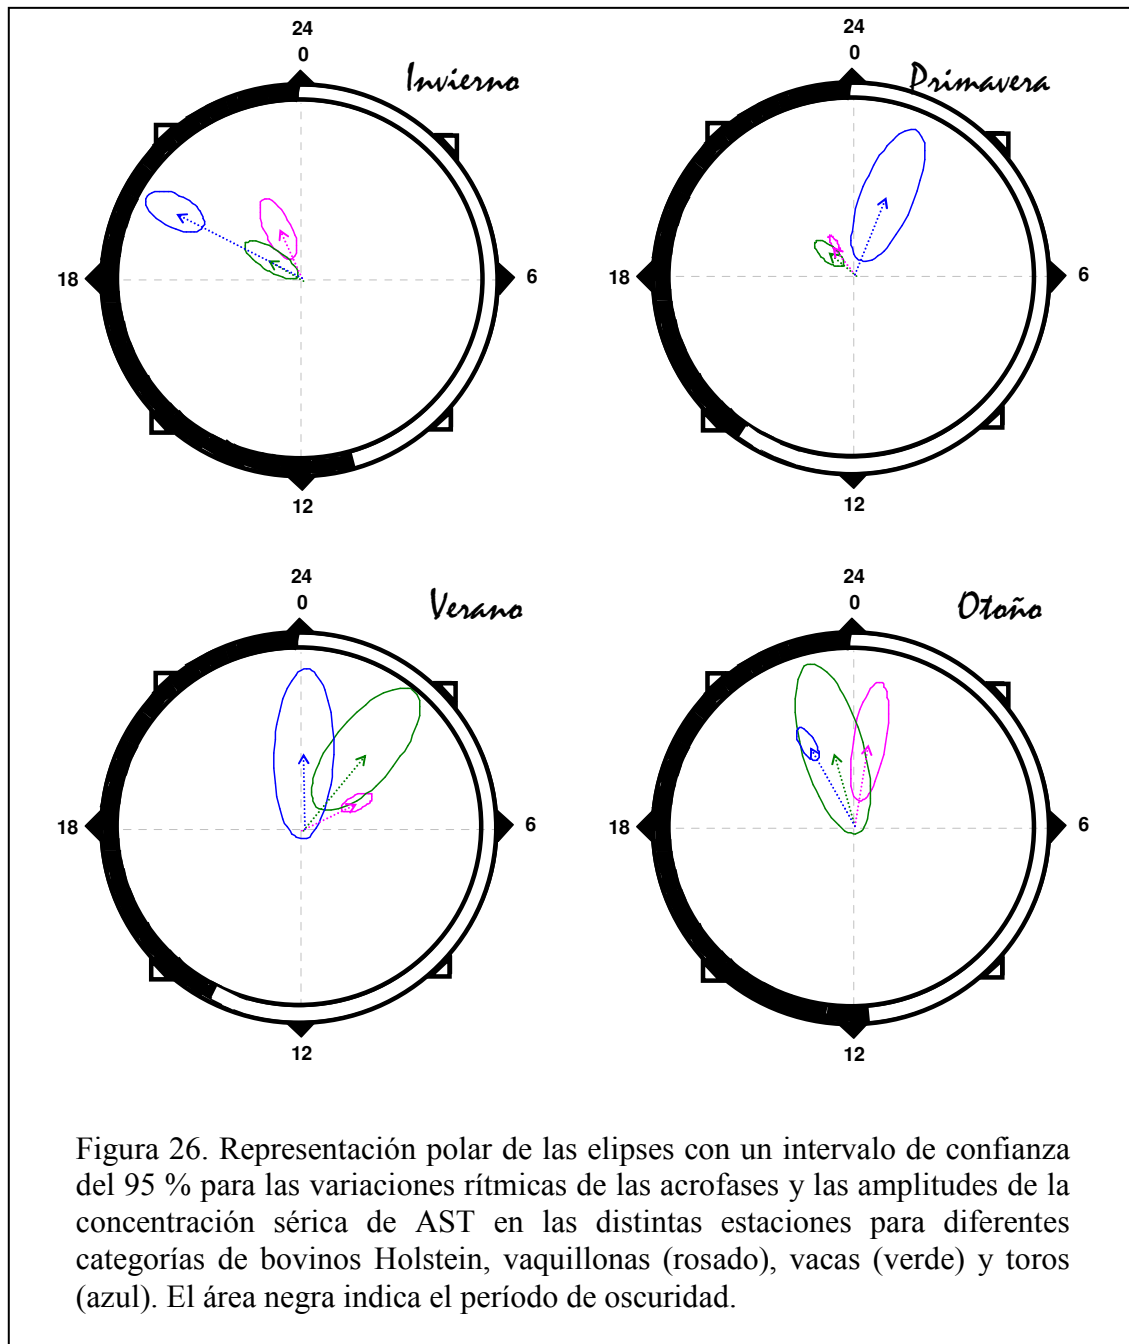 24
0
Invierno
18
6
12
24
0
Primavera
18
6
12
24
0
Verano
18
6
12
24
0
Otoño
18
6
12
Figura 26. Representación polar de las elipses con un intervalo de confianza
del 95 % para las variaciones rítmicas de las acrofases y las amplitudes de la
concentración sérica de AST en las distintas estaciones para diferentes
categorías de bovinos Holstein, vaquillonas (rosado), vacas (verde) y toros
(azul). El área negra indica el período de oscuridad.